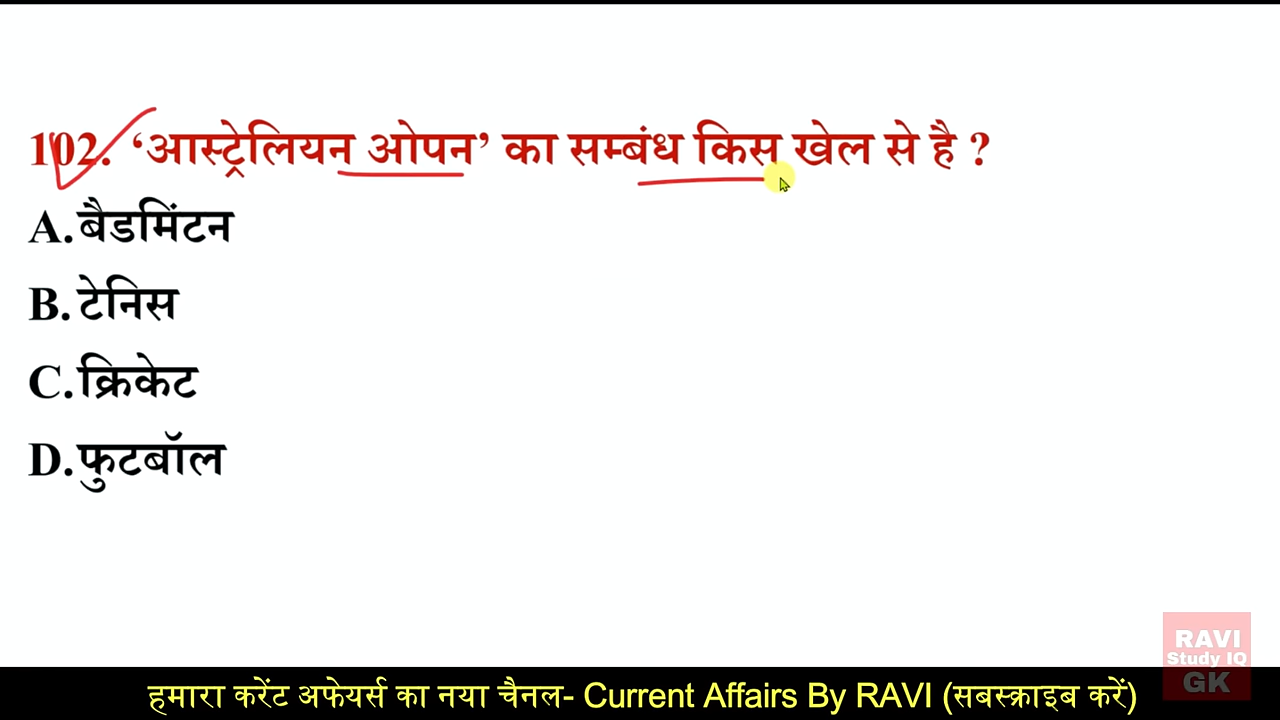 102. ‘आस्ट्रेलियन ओपन’ का सम्बंध किस खेल से है ?
A. बैडमिंटन
B. टेनिस
C. क्रिकेट
D. फुटबॉल
RAVI
Study IQ
GK
हमारा करेंट अफेयर्स का नया चैनल- Current Affairs By RAVI (सबस्क्राइब करें)